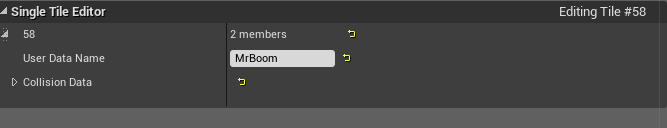 Single Tile Editor Editing Tile #58
58 2 members
User Data Name MrBoom
Collision Data